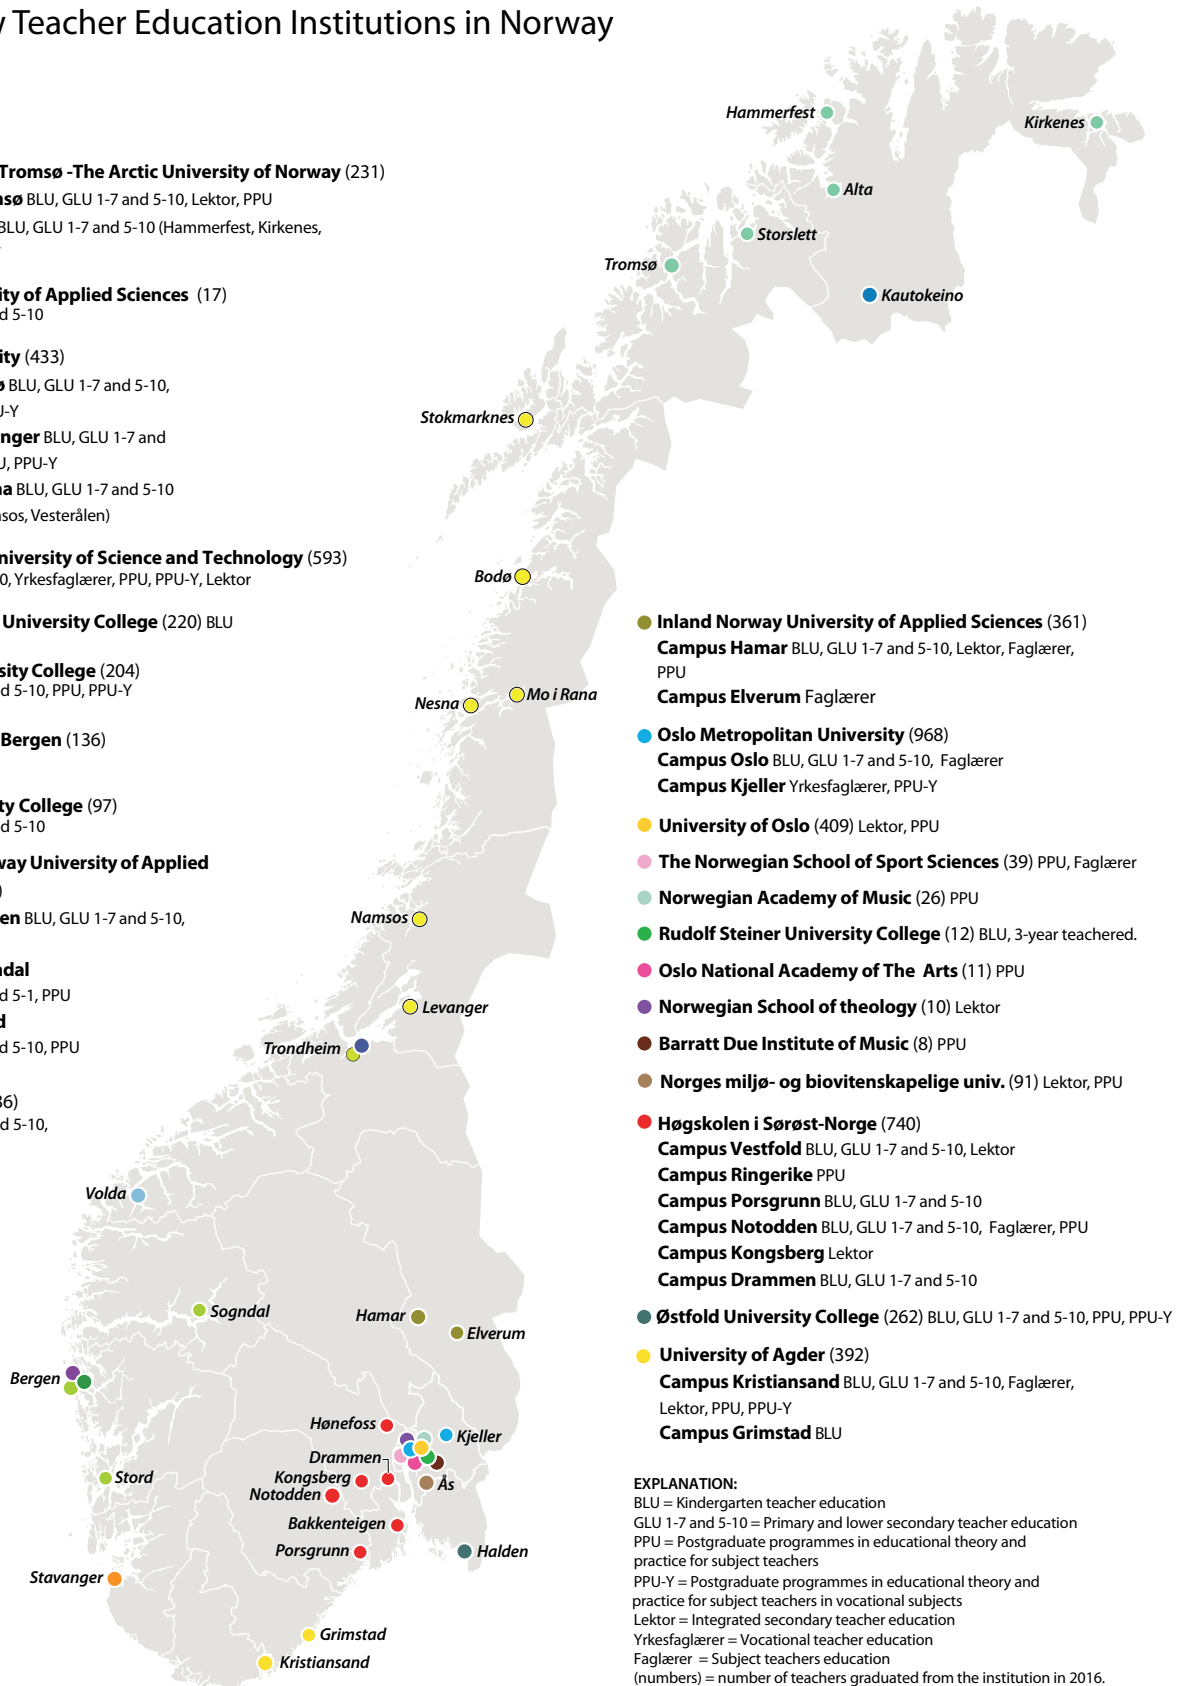 Teacher Education Institutions in Norway
Tromsø -The Arctic University of Norway (231)
BLU, GLU 1-7 and 5-10, Lektor, PPU
BLU, GLU 1-7 and 5-10 (Hammerfest, Kirkenes,
of Applied Sciences (17)
5-10
(433)
BLU, GLU 1-7 and 5-10,
BLU, GLU 1-7 and
PPU-Y
BLU, GLU 1-7 and 5-10
Vesterålen)
University of Science and Technology (593)
Yrkesfaglærer, PPU, PPU-Y, Lektor
University College (220) BLU
College (204)
5-10, PPU, PPU-Y
Bergen (136)
College (97)
5-10
University of Applied
BLU, GLU 1-7 and 5-10,
5-1, PPU
5-10, PPU
5-10,
Hammerfest
Kirkenes
Alta
Storslett
Tromsø
Kautokeino
Stokmarknes
Bodø
Mo i Rana
Nesna
Namsos
Levanger
Trondheim
Volda
Sogndal
Hamar
Elverum
Bergen
Hønefoss
Kjeller
Drammen
Kongsberg
Stord
Ås
Notodden
Bakkenteigen
Porsgrunn
Halden
Stavanger
Grimstad
Kristiansand
Inland Norway University of Applied Sciences (361)
Campus Hamar BLU, GLU 1-7 and 5-10, Lektor, Faglærer,
PPU
Campus Elverum Faglærer
Oslo Metropolitan University (968)
Campus Oslo BLU, GLU 1-7 and 5-10, Faglærer
Campus Kjeller Yrkesfaglærer, PPU-Y
University of Oslo (409) Lektor, PPU
The Norwegian School of Sport Sciences (39) PPU, Faglærer
Norwegian Academy of Music (26) PPU
Rudolf Steiner University College (12) BLU, 3-year teachered.
Oslo National Academy of The Arts (11) PPU
Norwegian School of theology (10) Lektor
Barratt Due Institute of Music (8) PPU
Norges miljø- og biovitenskapelige univ. (91) Lektor, PPU
Høgskolen i Sørøst-Norge (740)
Campus Vestfold BLU, GLU 1-7 and 5-10, Lektor
Campus Ringerike PPU
Campus Porsgrunn BLU, GLU 1-7 and 5-10
Campus Notodden BLU, GLU 1-7 and 5-10, Faglærer, PPU
Campus Kongsberg Lektor
Campus Drammen BLU, GLU 1-7 and 5-10
Østfold University College (262) BLU, GLU 1-7 and 5-10, PPU, PPU-Y
University of Agder (392)
Campus Kristiansand BLU, GLU 1-7 and 5-10, Faglærer,
Lektor, PPU, PPU-Y
Campus Grimstad BLU
EXPLANATION:
BLU = Kindergarten teacher education
GLU 1-7 and 5-10 = Primary and lower secondary teacher education
PPU = Postgraduate programmes in educational theory and
practice for subject teachers
PPU-Y = Postgraduate programmes in educational theory and
practice for subject teachers in vocational subjects
Lektor = Integrated secondary teacher education
Yrkesfaglærer = Vocational teacher education
Faglærer = Subject teachers education
(numbers) = number of teachers graduated from the institution in 2016.